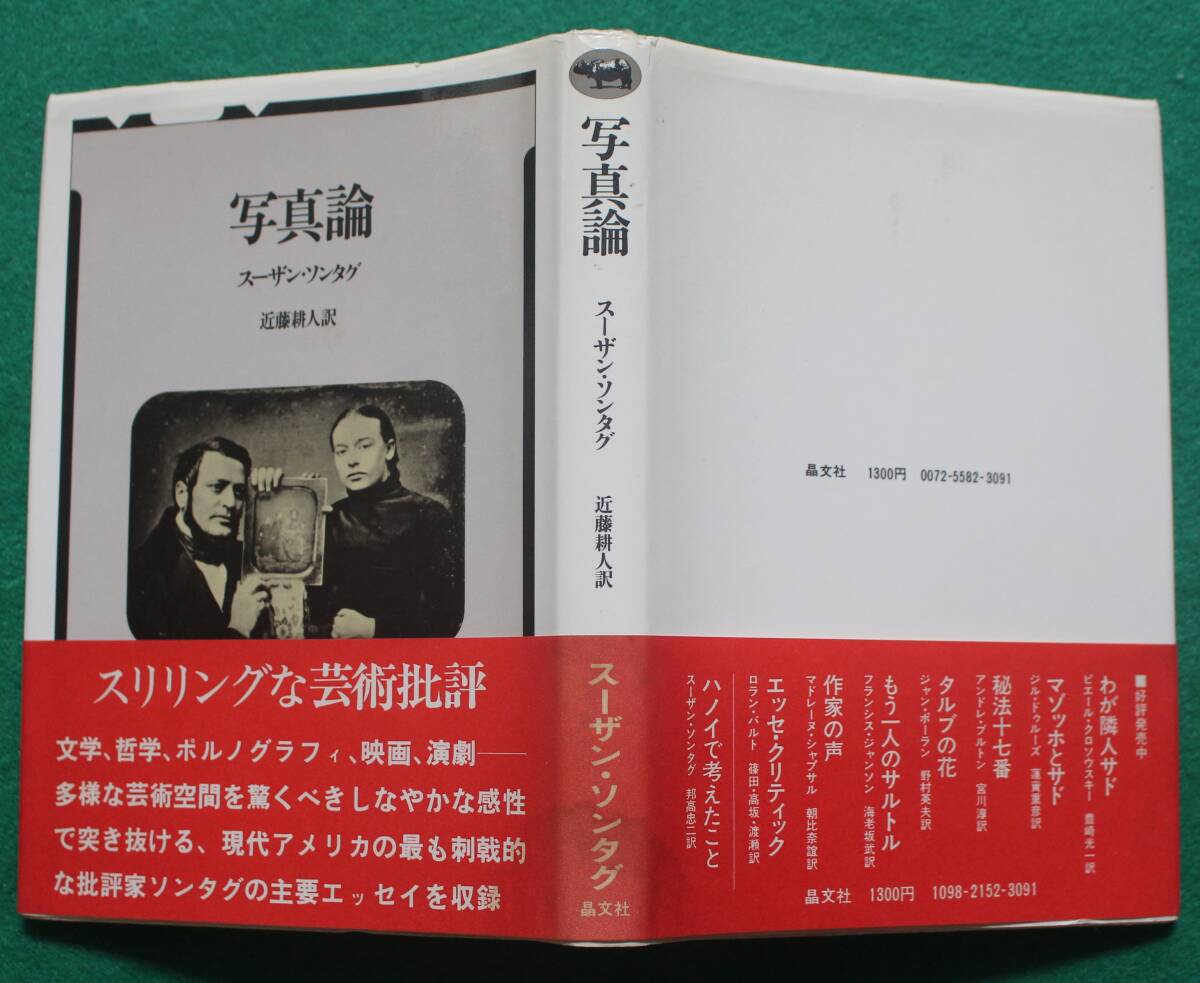 写真論
スーザン・ソンタグ
近藤耕人訳
スリリングな芸術批評
文学、哲学、ポルノグラフィ、映画、演劇──
多様な芸術空間を驚くべきしなやかな感性
で突き抜ける、現代アメリカの最も刺戟的
な批評家ソンタグの主要エッセイを収録
写真論
スーザン・ソンタグ
近藤耕人訳
スーザン・ソンタグ
晶文社
晶文社 1300円 0072-5582-3091
■好評発売中
わが隣人サド
ピエール・クロソウスキー 豊崎光一訳
マゾッホとサド
ジル・ドゥルーズ 蓮實重彦訳
秘法十七番
アンドレ・ブルトン 宮川淳訳
タルブの花
ジャン・ポーラン 野村英夫訳
もう一人のサルトル
フランシス・ジャンソン 海老坂武訳
作家の声
マドレーヌ・シャプサル 朝比奈誼訳
エッセ・クリティック
ロラン・バルト 篠田・高坂・渡瀬訳
ハノイで考えたこと
スーザン・ソンタグ 邦高忠二訳
晶文社 1300円 1098-2152-3091